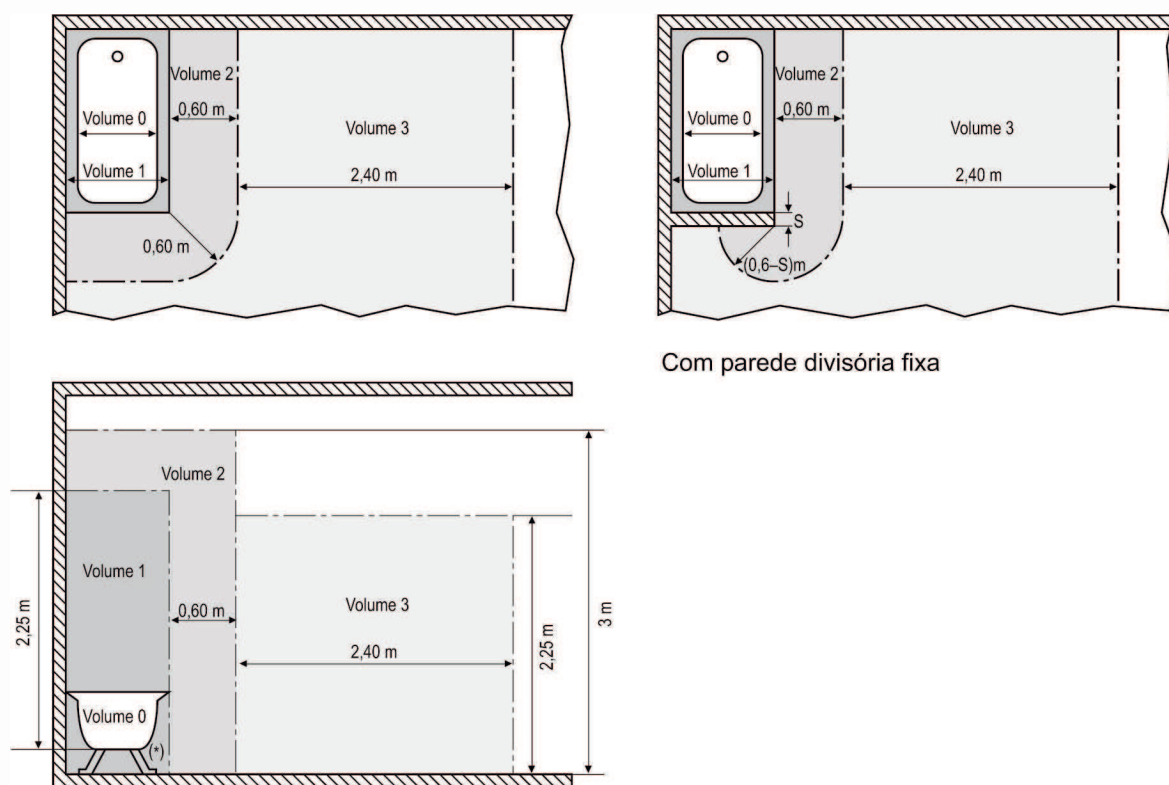 Volume 2
0,60 m
Volume 0
Volume 1
Volume 3
2,40 m
0,60 m
Volume 2
0,60 m
Volume 0
Volume 1
Volume 3
2,40 m
S
(0,6–S)m
Com parede divisória fixa
Volume 2
Volume 1
2,25 m
0,60 m
Volume 3
2,40 m
2,25 m
3 m
Volume 0
(*)